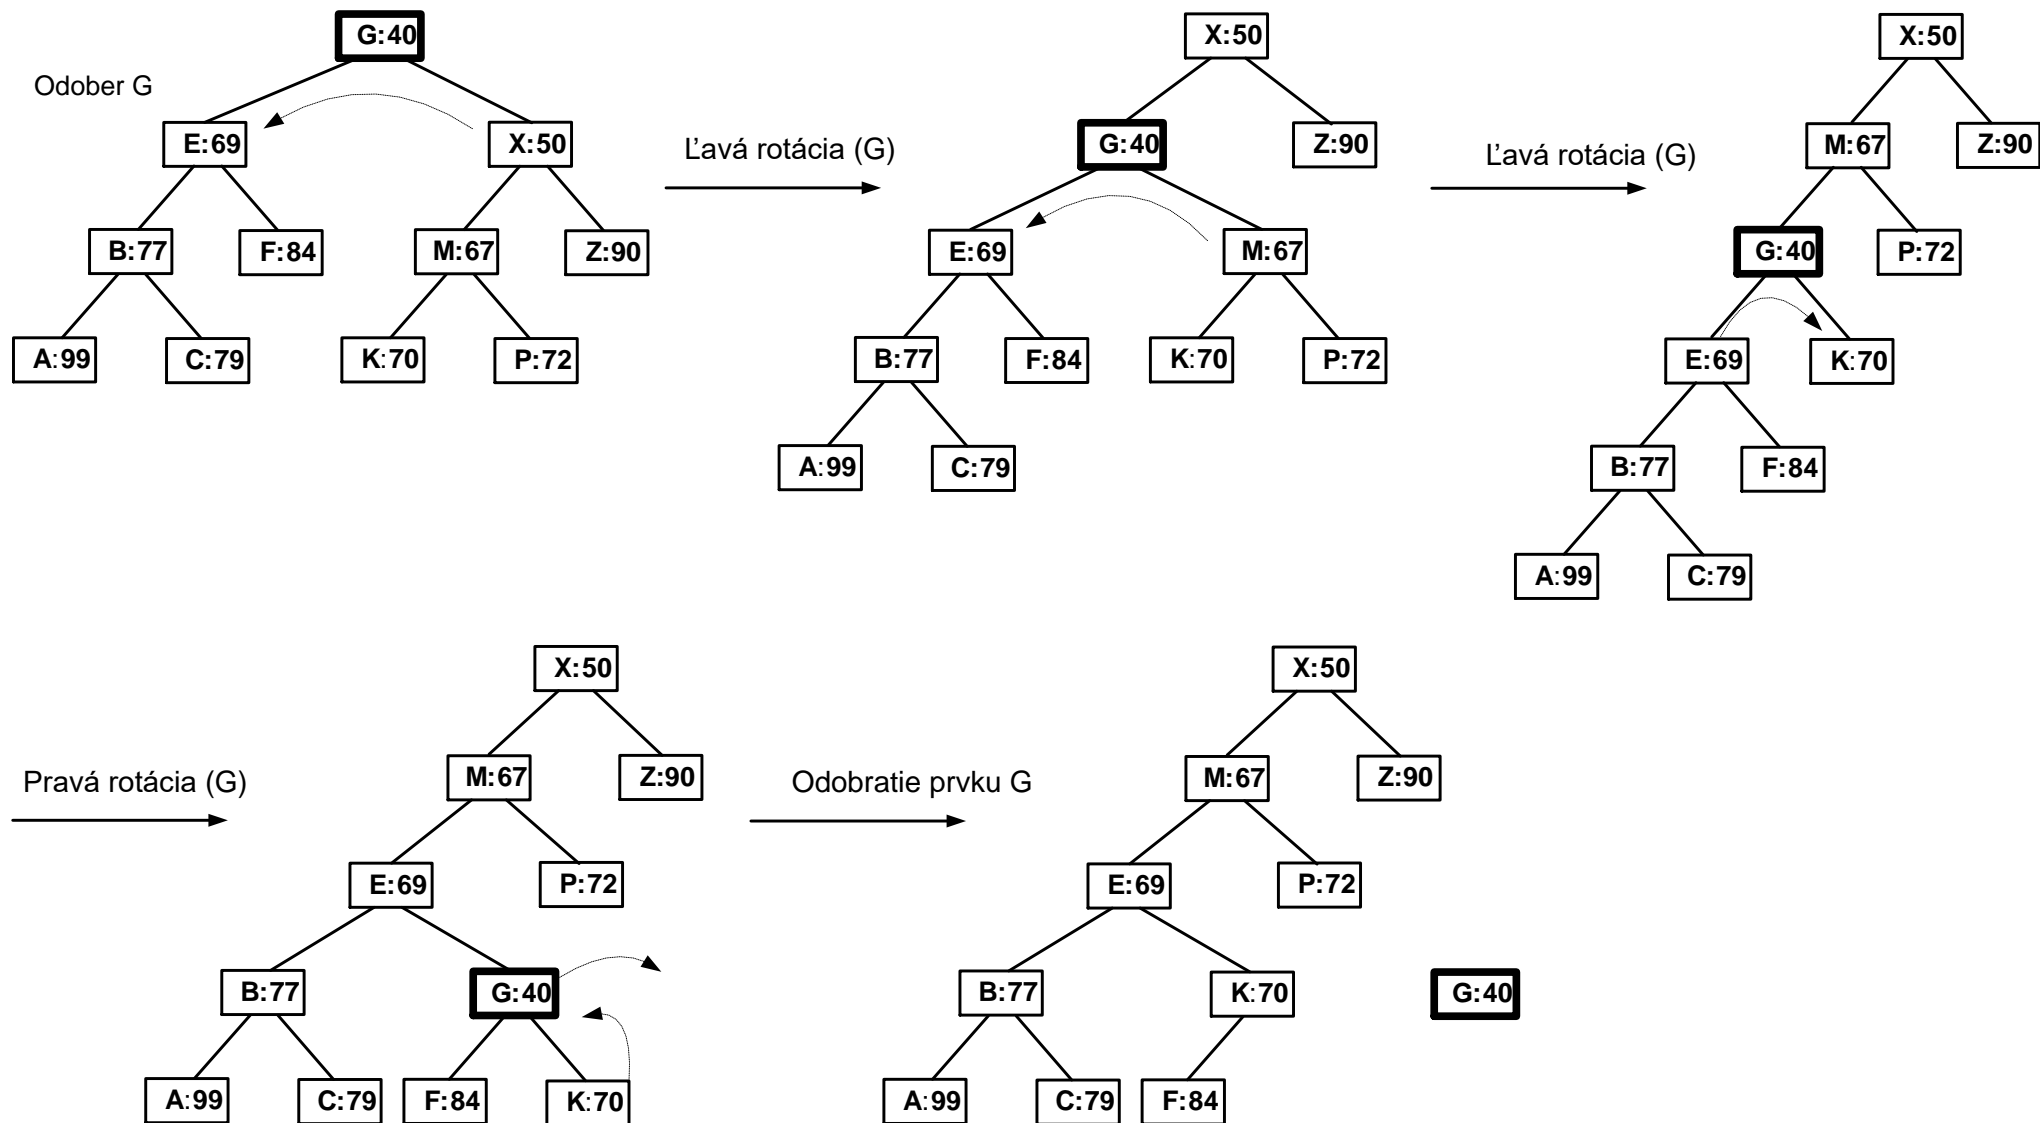 G:40
Odober G
E:69
X:50
B:77
F:84
M:67
Z:90
A:99
C:79
K:70
P:72
Ľavá rotácia (G)
X:50
G:40
Z:90
E:69
M:67
B:77
F:84
K:70
P:72
A:99
C:79
Ľavá rotácia (G)
X:50
M:67
Z:90
G:40
P:72
E:69
K:70
B:77
F:84
A:99
C:79
Pravá rotácia (G)
X:50
M:67
Z:90
E:69
P:72
B:77
G:40
A:99
C:79
F:84
K:70
Odobratie prvku G
X:50
M:67
Z:90
E:69
P:72
B:77
K:70
G:40
A:99
C:79
F:84